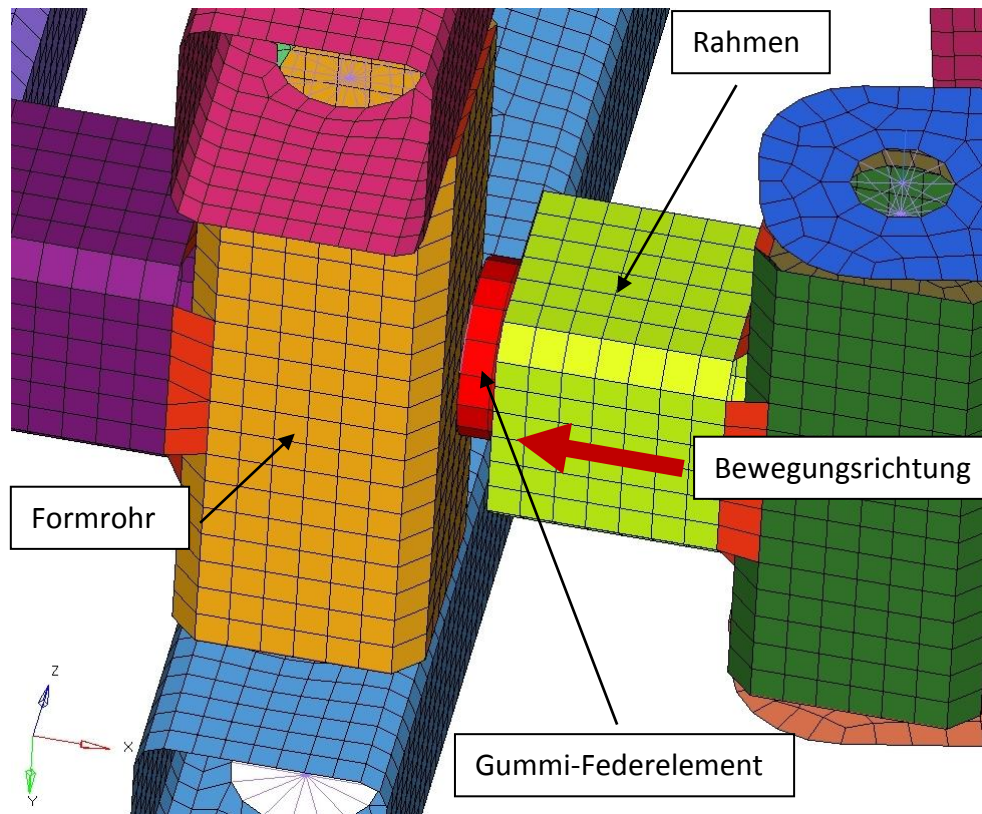 Rahmen
Bewegungsrichtung
Formrohr
Gummi-Federelement
Z
X
Y